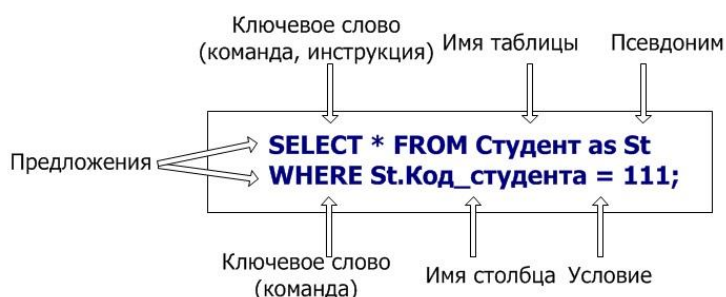 Ключевое слово
(команда, инструкция)
Имя таблицы
Псевдоним
Предложения
SELECT * FROM Студент as St
WHERE St.Код_студента = 111;
Ключевое слово
(команда)
Имя столбца
Условие